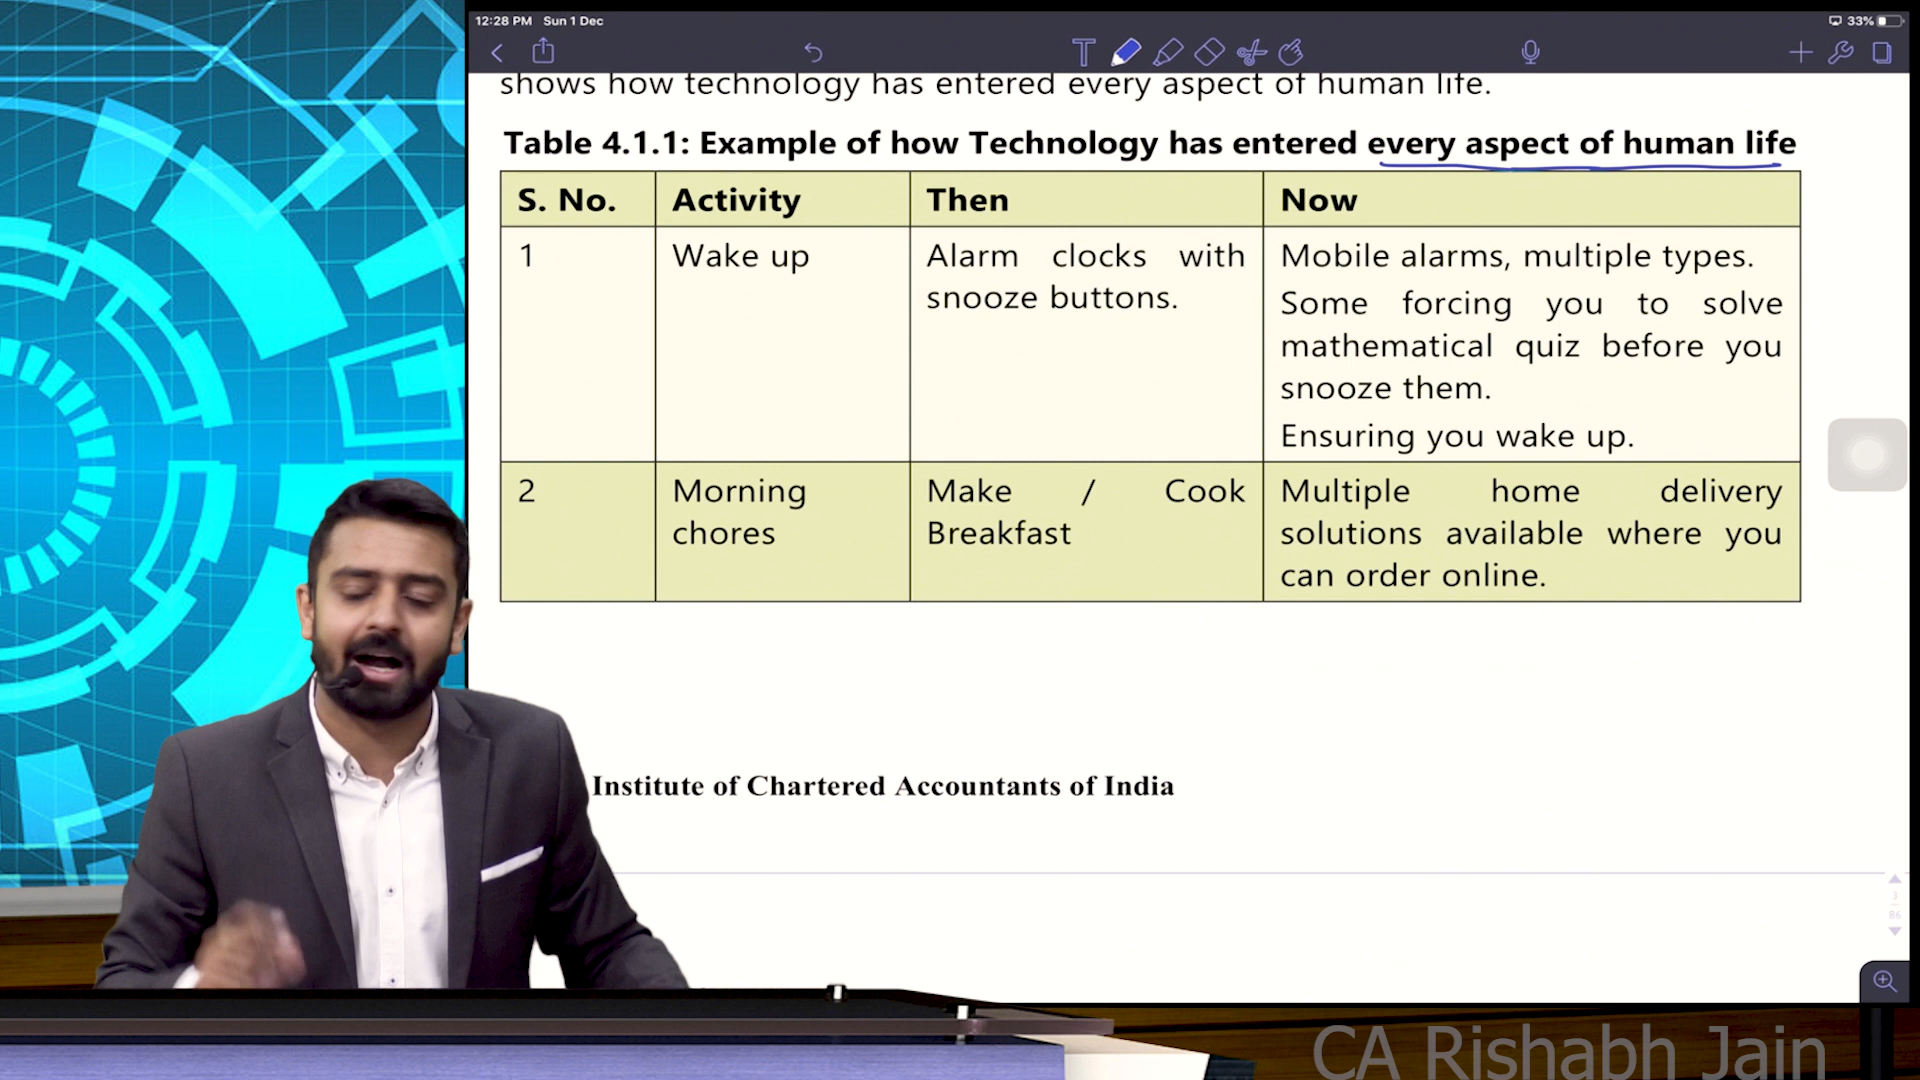 12:28 PM Sun 1 Dec
33%
shows how technology has entered every aspect of human life.
Table 4.1.1: Example of how Technology has entered every aspect of human life
S. No. Activity Then Now
1 Wake up Alarm clocks with snooze buttons. Mobile alarms, multiple types.
Some forcing you to solve
mathematical quiz before you
snooze them.
Ensuring you wake up.
2 Morning chores Make / Cook Breakfast Multiple home delivery
solutions available where you
can order online.
Institute of Chartered Accountants of India
3
86
CA Rishabh Jain